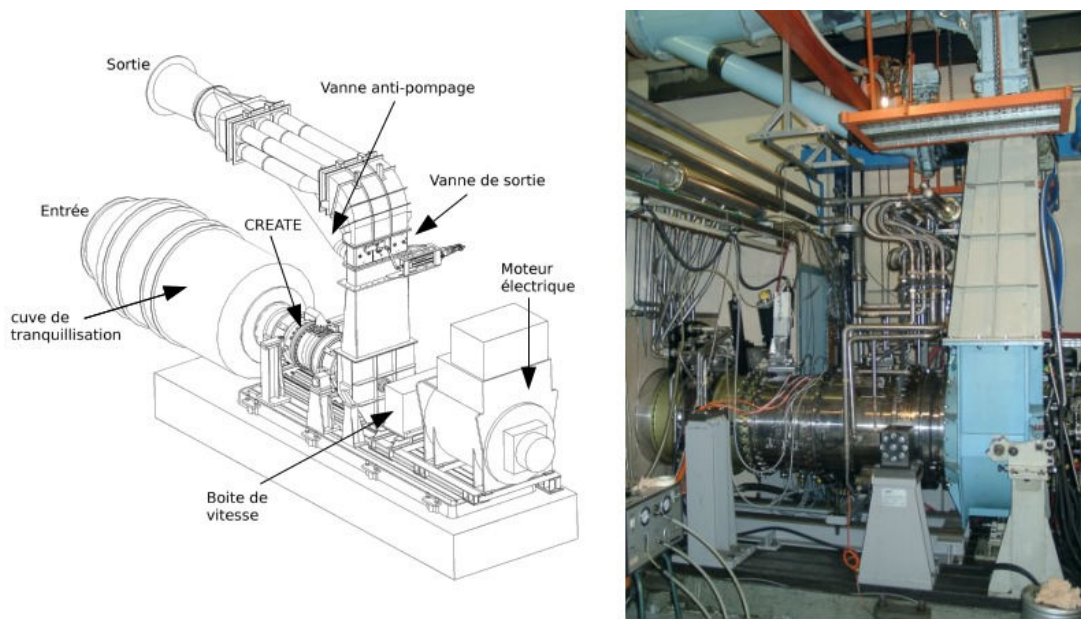 Sortie
Vanne anti-pompage
Vanne de sortie
Entrée
CREATE
Moteur
électrique
cuve de
tranquillisation
Boite de
vitesse